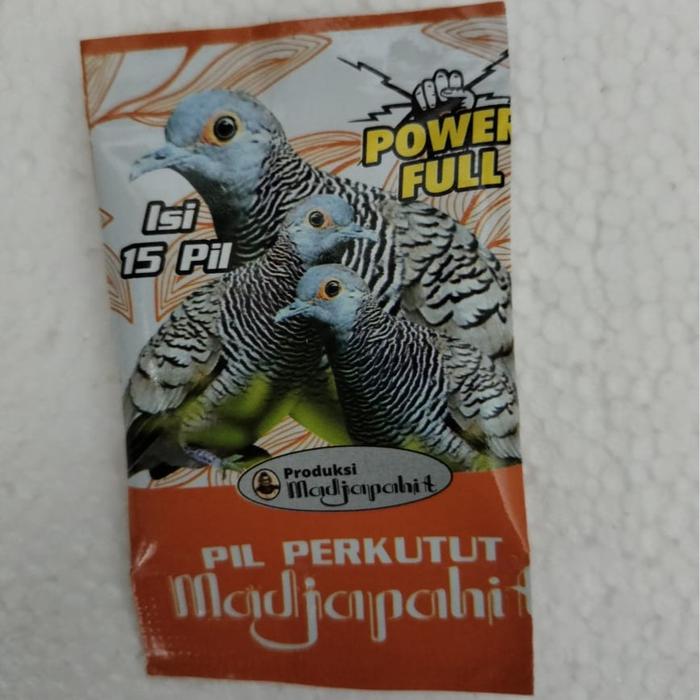 POWER
FULL
Isi
15 Pil
Produksi
Madjapahit
PIL PERKUTUT
Madjapahit